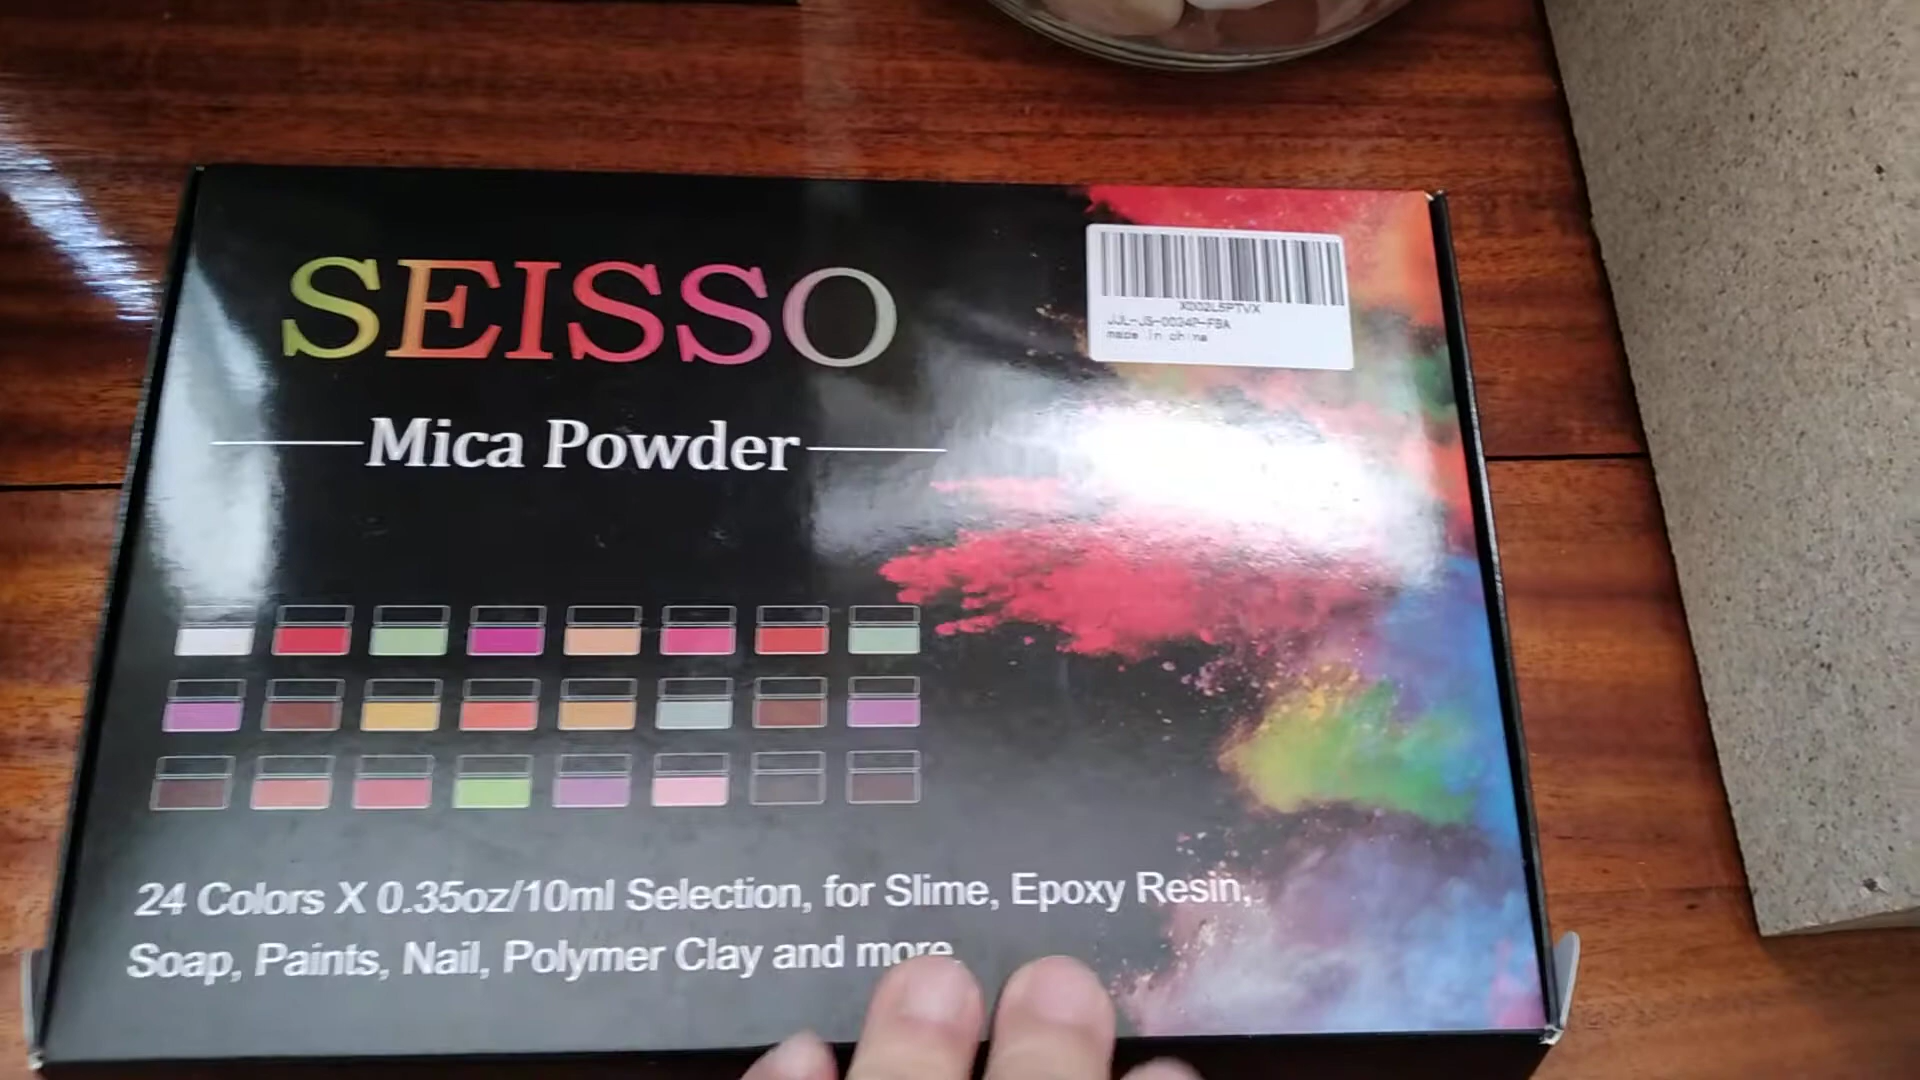 SEISSO
Mica Powder
X002L5PTVX
JJL-JS-0034P-FBA
made in china
24 Colors X 0.35oz/10ml Selection, for Slime, Epoxy Resin,
Soap, Paints, Nail, Polymer Clay and more.